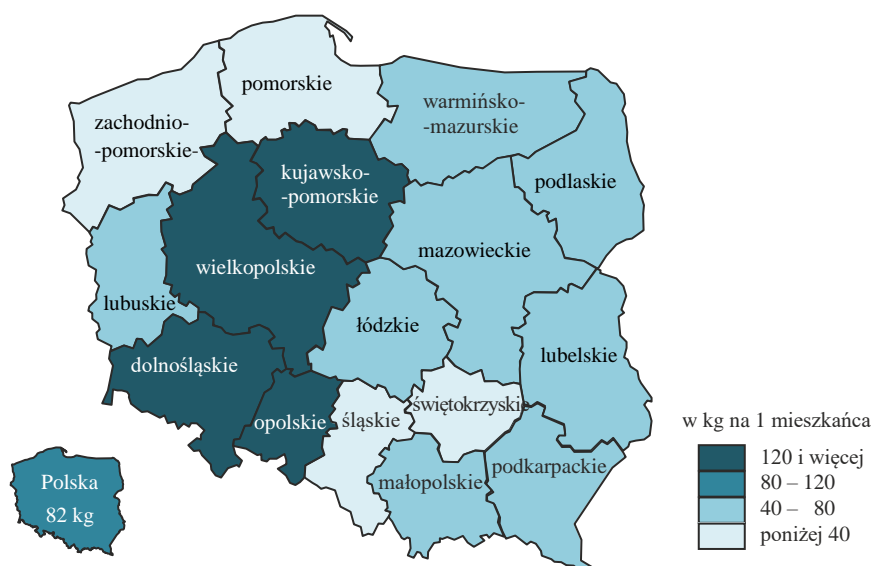 pomorskie
zachodnio-
-pomorskie-
warmińsko-
-mazurskie
kujawsko-
-pomorskie
podlaskie
mazowieckie
wielkopolskie
lubuskie
łódzkie
lubelskie
dolnośląskie
opolskie
śląskie
świętokrzyskie
małopolskie
podkarpackie
Polska
82 kg
w kg na 1 mieszkańca
120 i więcej
80 – 120
40 – 80
poniżej 40